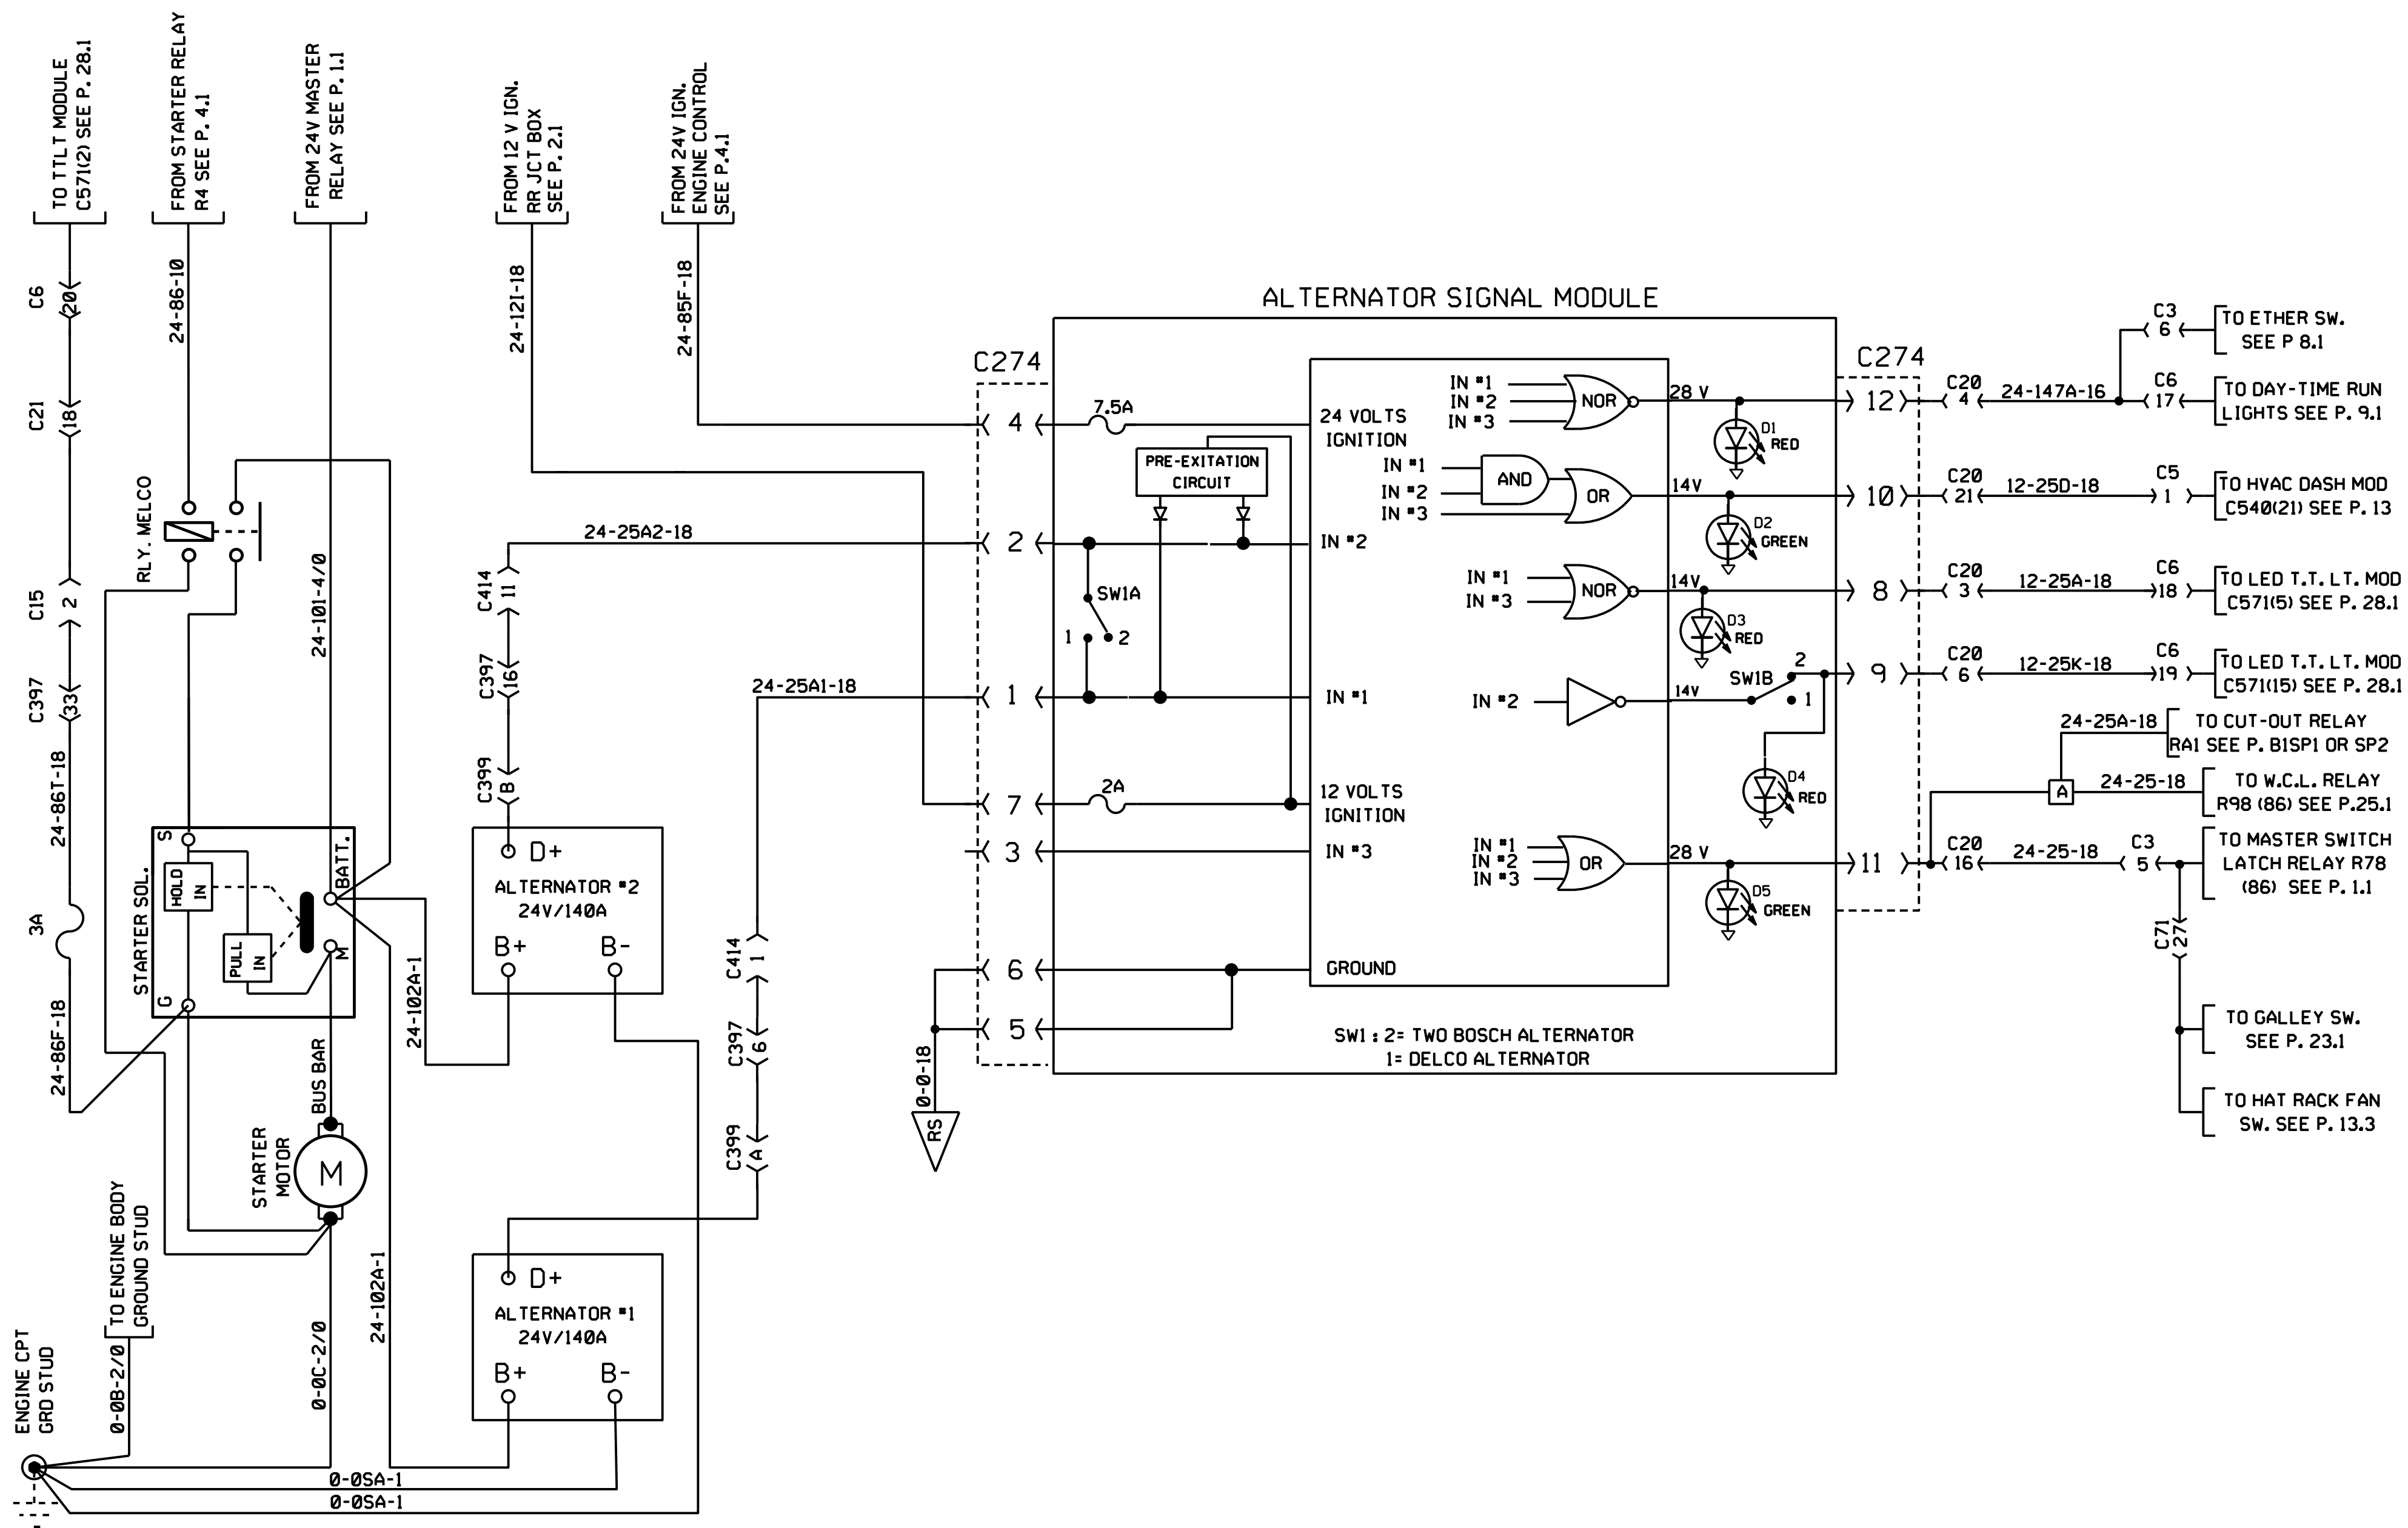 TO TTLT MODULE
C571(2) SEE P. 28.1
FROM STARTER RELAY
R4 SEE P. 4.1
FROM 24V MASTER
RELAY SEE P. 1.1
FROM 12 V IGN.
RR JCT BOX
SEE P. 2.1
FROM 24V IGN.
ENGINE CONTROL
SEE P.4.1
C6
20
24-86-10
24-12I-18
24-85F-18
C21
18
RLY. MELCO
24-101-4/0
C15
2
C397
33
24-86T-18
3A
24-86F-18
STARTER SOL.
S
HOLD
IN
PULL
IN
BATT.
M
G
BUS BAR
STARTER
MOTOR
M
TO ENGINE BODY
GROUND STUD
0-0B-2/0
ENGINE CPT
GRD STUD
0-0C-2/0
24-102A-1
24-102A-1
0-0SA-1
0-0SA-1
24-25A2-18
C414
11
C397
16
C399
B
D+
ALTERNATOR #2
24V/140A
B+
B-
24-25A1-18
C414
1
C397
6
C399
A
D+
ALTERNATOR #1
24V/140A
B+
B-
ALTERNATOR SIGNAL MODULE
C274
4
2
1
7
3
6
5
0-0-18
RS
7.5A
PRE-EXITATION
CIRCUIT
SW1A
1
2
2A
24 VOLTS
IGNITION
IN #2
IN #1
12 VOLTS
IGNITION
IN #3
GROUND
IN #1
IN #2
IN #3
NOR
28 V
D1
RED
IN #1
IN #2
IN #3
AND
OR
14V
D2
GREEN
IN #1
IN #3
NOR
14V
D3
RED
IN #2
14V
SW1B
2
1
D4
RED
IN #1
IN #2
IN #3
OR
28 V
D5
GREEN
SW1 : 2= TWO BOSCH ALTERNATOR
1= DELCO ALTERNATOR
C274
12
10
8
9
11
C3
6
TO ETHER SW.
SEE P 8.1
C20
4
24-147A-16
C6
17
TO DAY-TIME RUN
LIGHTS SEE P. 9.1
C20
21
12-25D-18
C5
1
TO HVAC DASH MOD
C540(21) SEE P. 13
C20
3
12-25A-18
C6
18
TO LED T.T. LT. MOD
C571(5) SEE P. 28.1
C20
6
12-25K-18
C6
19
TO LED T.T. LT. MOD
C571(15) SEE P. 28.1
24-25A-18
TO CUT-OUT RELAY
RA1 SEE P. B1SP1 OR SP2
A
24-25-18
TO W.C.L. RELAY
R98 (86) SEE P.25.1
C20
16
24-25-18
C3
5
TO MASTER SWITCH
LATCH RELAY R78
(86) SEE P. 1.1
C71
27
TO GALLEY SW.
SEE P. 23.1
TO HAT RACK FAN
SW. SEE P. 13.3